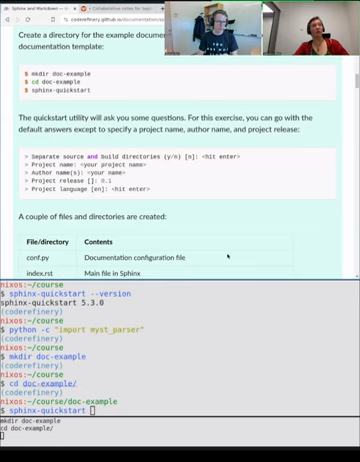 Sphinx and Markdown —
Collaborative notes for
coderefinery.github.io/documentation/
Create a directory for the example docume
documentation template:
$ mkdir doc-example
$ cd doc-example
$ sphinx-quickstart
The quickstart utility will ask you some questions. For this exercise, you can go with the
default answers except to specify a project name, author name, and project release:
> Separate source and build directories (y/n) [n]: <hit enter>
> Project name: <your project name>
> Author name(s): <your name>
> Project release []: 0.1
> Project language [en]: <hit enter>
A couple of files and directories are created:
File/directory Contents
conf.py Documentation configuration file
index.rst Main file in Sphinx
nixos:~/course
$ sphinx-quickstart --version
sphinx-quickstart 5.3.0
(coderefinery)
nixos:~/course
$ python -c "import myst_parser"
(coderefinery)
nixos:~/course
$ mkdir doc-example
(coderefinery)
nixos:~/course
$ cd doc-example/
(coderefinery)
nixos:~/course/doc-example
$ sphinx-quickstart
mkdir doc-example
cd doc-example/